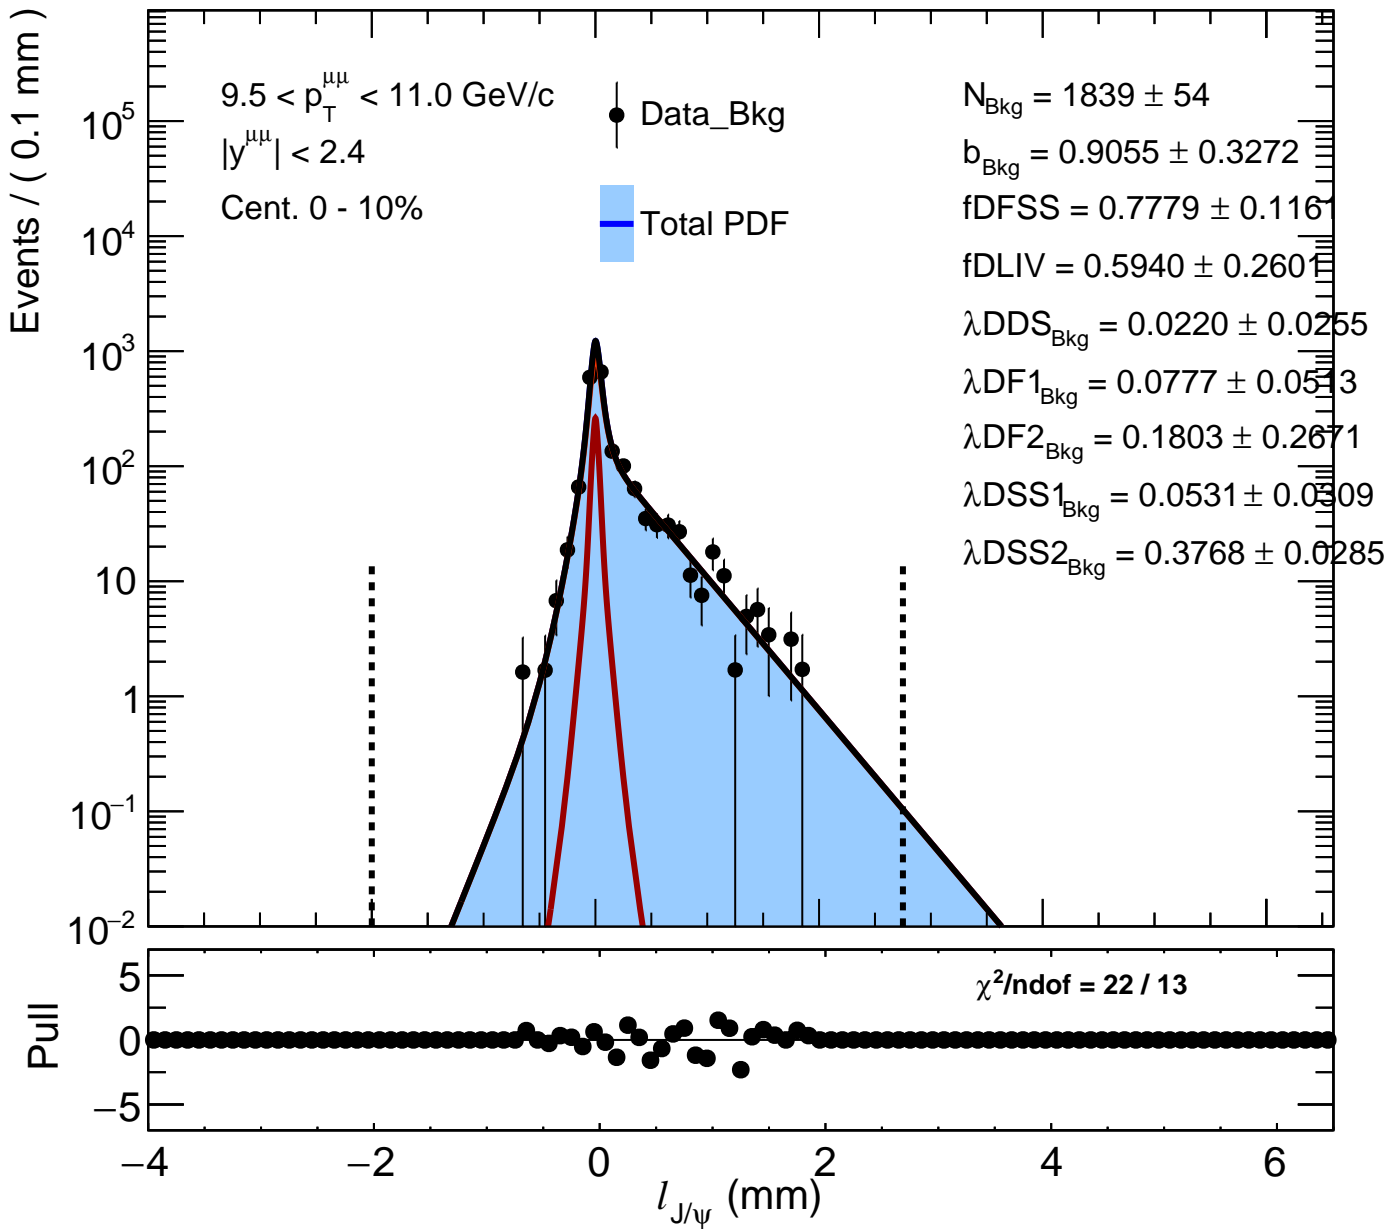 Events / ( 0.1 mm )
9.5 < p_T^μμ < 11.0 GeV/c
|y^μμ| < 2.4
Cent. 0 - 10%
Data_Bkg
Total PDF
N_Bkg = 1839 ± 54
b_Bkg = 0.9055 ± 0.3272
fDFSS = 0.7779 ± 0.1161
fDLIV = 0.5940 ± 0.2601
λDDS_Bkg = 0.0220 ± 0.0255
λDF1_Bkg = 0.0777 ± 0.0513
λDF2_Bkg = 0.1803 ± 0.2671
λDSS1_Bkg = 0.0531 ± 0.0309
λDSS2_Bkg = 0.3768 ± 0.0285
10^5
10^4
10^3
10^2
10
1
10^−1
10^−2
Pull
5
0
−5
χ^2/ndof = 22 / 13
−4 −2 0 2 4 6
l_J/ψ (mm)